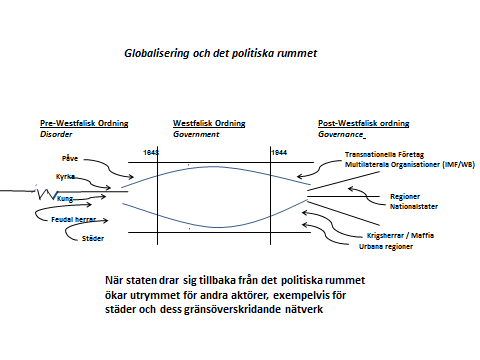 Globalisering och det politiska rummet
Pre-Westfalisk Ordning
Disorder
Westfalisk Ordning
Government
Post-Westfalisk ordning
Governance
1648
1944
Påve
Kyrka
Kung
Feudal herrar
Städer
Transnationella Företag
Multilaterala Organisationer (IMF/WB)
Regioner
Nationalstater
Krigsherrar / Maffia
Urbana regioner
När staten drar sig tillbaka från det politiska rummet
ökar utrymmet för andra aktörer, exempelvis för
städer och dess gränsöverskridande nätverk